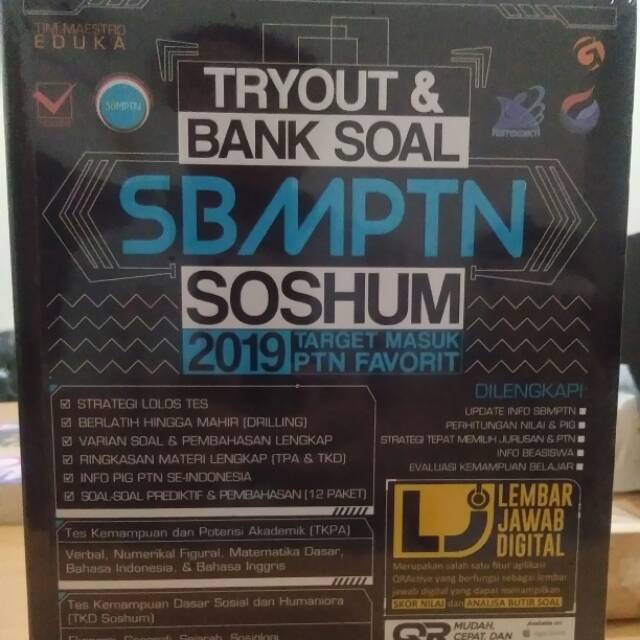 TIM MAESTRO
EDUKA
SBMPTN
TRYOUT &
BANK SOAL
SBMPTN
SOSHUM
2019 TARGET MASUK
PTN FAVORIT
STRATEGI LOLOS TES
BERLATIH HINGGA MAHIR (DRILLING)
VARIAN SOAL & PEMBAHASAN LENGKAP
RINGKASAN MATERI LENGKAP (TPA & TKD)
INFO PIG PTN SE-INDONESIA
SOAL-SOAL PREDIKTIF & PEMBAHASAN (12 PAKET)
DILENGKAPI
UPDATE INFO SBMPTN
PERHITUNGAN NILAI & PIG
STRATEGI TEPAT MEMILIH JURUSAN & PTN
INFO BEASISWA
EVALUASI KEMAMPUAN BELAJAR
Tes Kemampuan dan Potensi Akademik (TKPA)
Verbal, Numerikal Figural, Matematika Dasar,
Bahasa Indonesia, & Bahasa Inggris
Tes Kemampuan Dasar Sosial dan Humaniora
(TKD Soshum)
LEMBAR
JAWAB
DIGITAL
Merupakan salah satu fitur aplikasi
QRActive yang berfungsi sebagai lembar
jawab digital yang dapat menampilkan
SKOR NILAI dan ANALISA BUTIR SOAL
QR MUDAH,
CEPAT, DAN